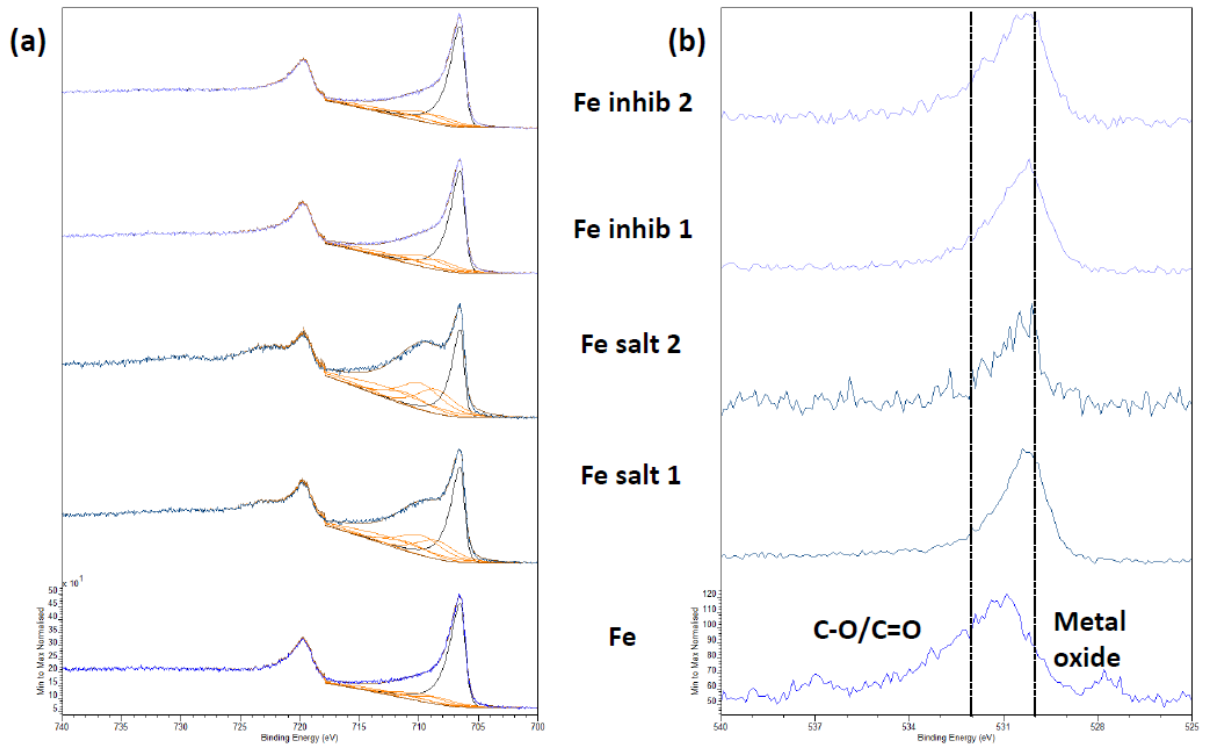 (a)
(b)
Fe inhib 2
Fe inhib 1
Fe salt 2
Fe salt 1
Fe
x 10¹
50
45
40
35
30
25
20
15
10
5
Min to Max Normalised
740
730
725
720
715
710
705
700
Binding Energy (eV)
120
110
100
90
80
70
60
50
Min to Max Normalised
C-O/C=O
Metal
oxide
540
537
534
531
528
525
Binding Energy (eV)